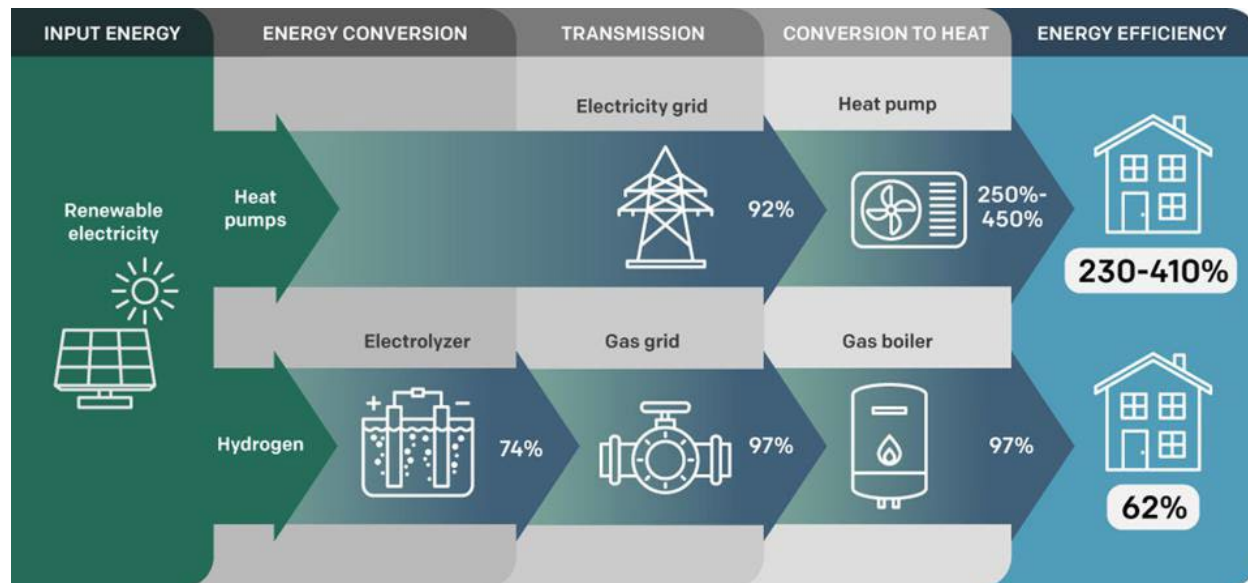 INPUT ENERGY
ENERGY CONVERSION
TRANSMISSION
CONVERSION TO HEAT
ENERGY EFFICIENCY
Renewable
electricity
Heat
pumps
Electricity grid
92%
Heat pump
250%-
450%
230-410%
Hydrogen
Electrolyzer
+ −
74%
Gas grid
97%
Gas boiler
97%
62%